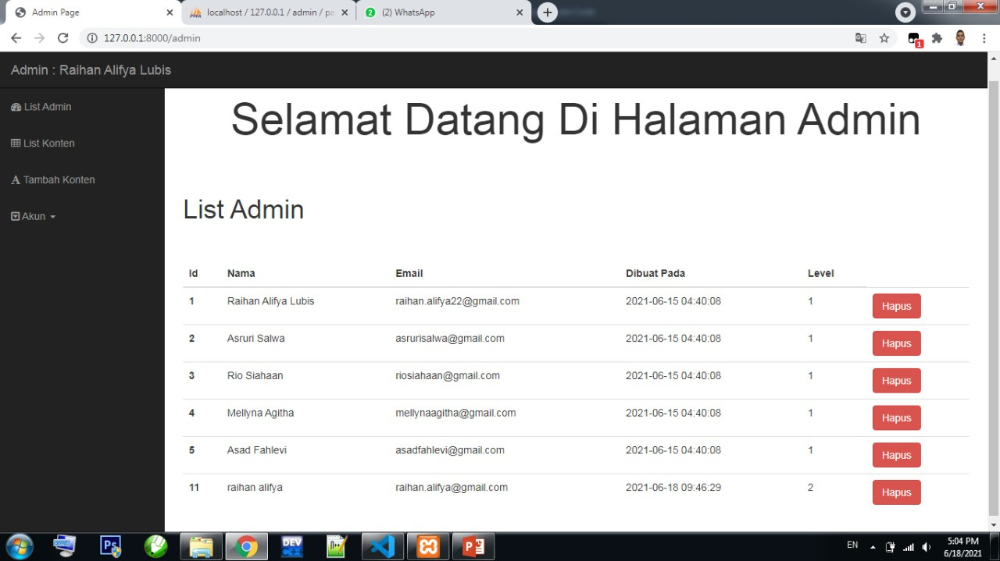 Admin Page
localhost / 127.0.0.1 / admin / pa
(2) WhatsApp
127.0.0.1:8000/admin
1
Admin : Raihan Alifya Lubis
List Admin
List Konten
Tambah Konten
Akun
Selamat Datang Di Halaman Admin
List Admin
Id Nama Email Dibuat Pada Level
1 Raihan Alifya Lubis raihan.alifya22@gmail.com 2021-06-15 04:40:08 1 Hapus
2 Asruri Salwa asrurisalwa@gmail.com 2021-06-15 04:40:08 1 Hapus
3 Rio Siahaan riosiahaan@gmail.com 2021-06-15 04:40:08 1 Hapus
4 Mellyna Agitha mellynaagitha@gmail.com 2021-06-15 04:40:08 1 Hapus
5 Asad Fahlevi asadfahlevi@gmail.com 2021-06-15 04:40:08 1 Hapus
11 raihan alifya raihan.alifya@gmail.com 2021-06-18 09:46:29 2 Hapus
Ps
DEV
EN
5:04 PM
6/18/2021